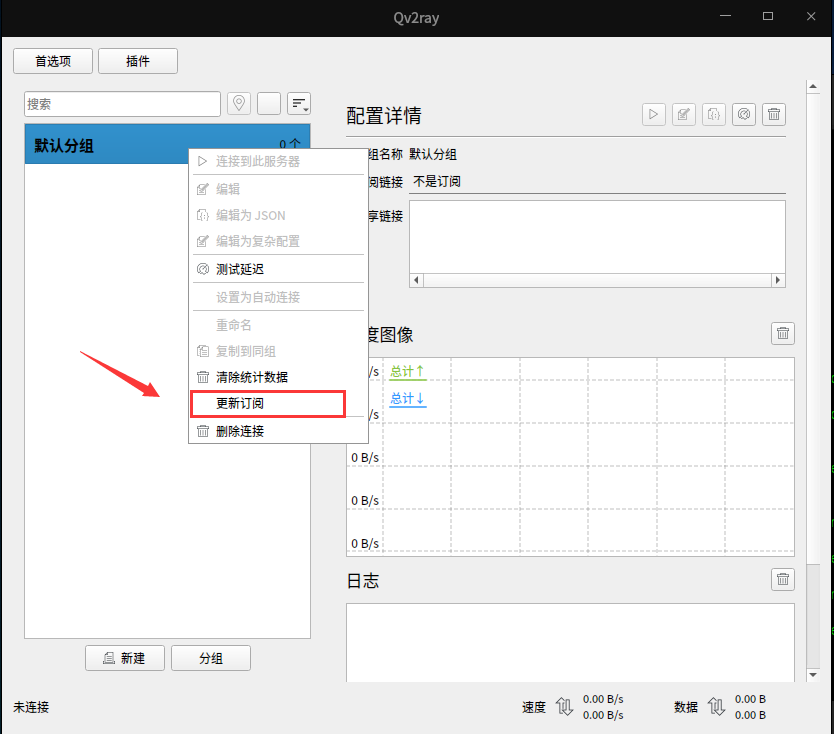 Qv2ray
首选项
插件
搜索
默认分组
0 个
连接到此服务器
编辑
编辑为 JSON
编辑为复杂配置
测试延迟
设置为自动连接
重命名
复制到同组
清除统计数据
更新订阅
删除连接
新建
分组
配置详情
组名称 默认分组
阅链接 不是订阅
享链接
度图像
/s 总计↑
总计↓
/s
0 B/s
0 B/s
0 B/s
日志
未连接
速度
0.00 B/s
0.00 B/s
数据
0.00 B
0.00 B